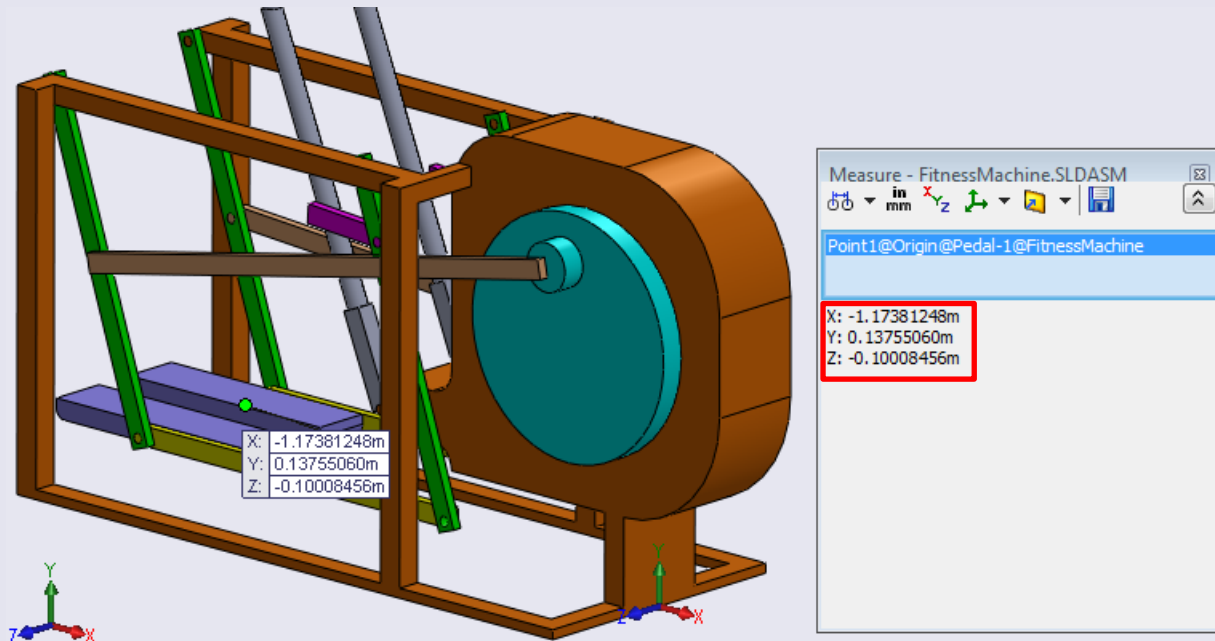 Measure - FitnessMachine.SLDASM
in
mm
X
Y
Z
Point1@Origin@Pedal-1@FitnessMachine
X: -1.17381248m
Y: 0.13755060m
Z: -0.10008456m
X: -1.17381248m
Y: 0.13755060m
Z: -0.10008456m
Y
Z
X
Y
Z
X